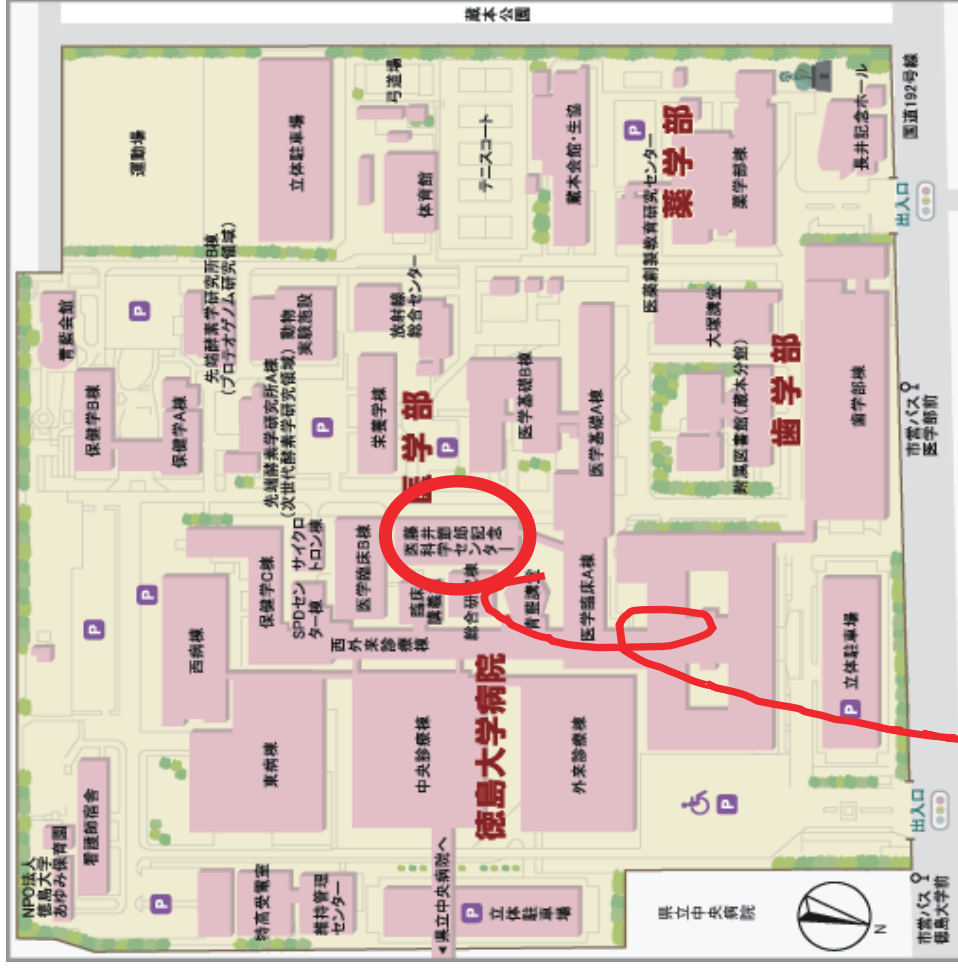 NPO法人
徳島大学
あゆみ保育園
看護師宿舎
青藍会館
保健学B棟
保健学A棟
P
P
P
P
運動場
特高受電室
維持管理
センター
東病棟
西病棟
保健学C棟
SPDセン
ター棟
サイクロ
トロン棟
先端酵素学研究所B棟
(プロテオゲノム研究領域)
先端酵素学研究所A棟
(次世代酵素学研究領域)
動物
実験施設
P
立体駐車場
◀県立中央病院へ
P
立体
駐車
場
中央診療棟
西外来診療棟
医学臨床B棟
栄養学棟
放射線
総合センター
体育館
弓道場
医学部
P
藤井節郎記念
医科学センター
徳島大学病院
青藍講堂
医学基礎B棟
テニスコート
蔵本公園
外来診療棟
医学臨床A棟
医学基礎A棟
蔵本会館・生協
医薬創製教育研究センター
P
薬学部
薬学部棟
大塚講堂
附属図書館(蔵本分館)
歯学部
歯学部棟
長井記念ホール
県立中央病院
P
P
立体駐車場
N
出入口
出入口
国道192号線
市営バス
徳島大学前
市営バス
医学部前